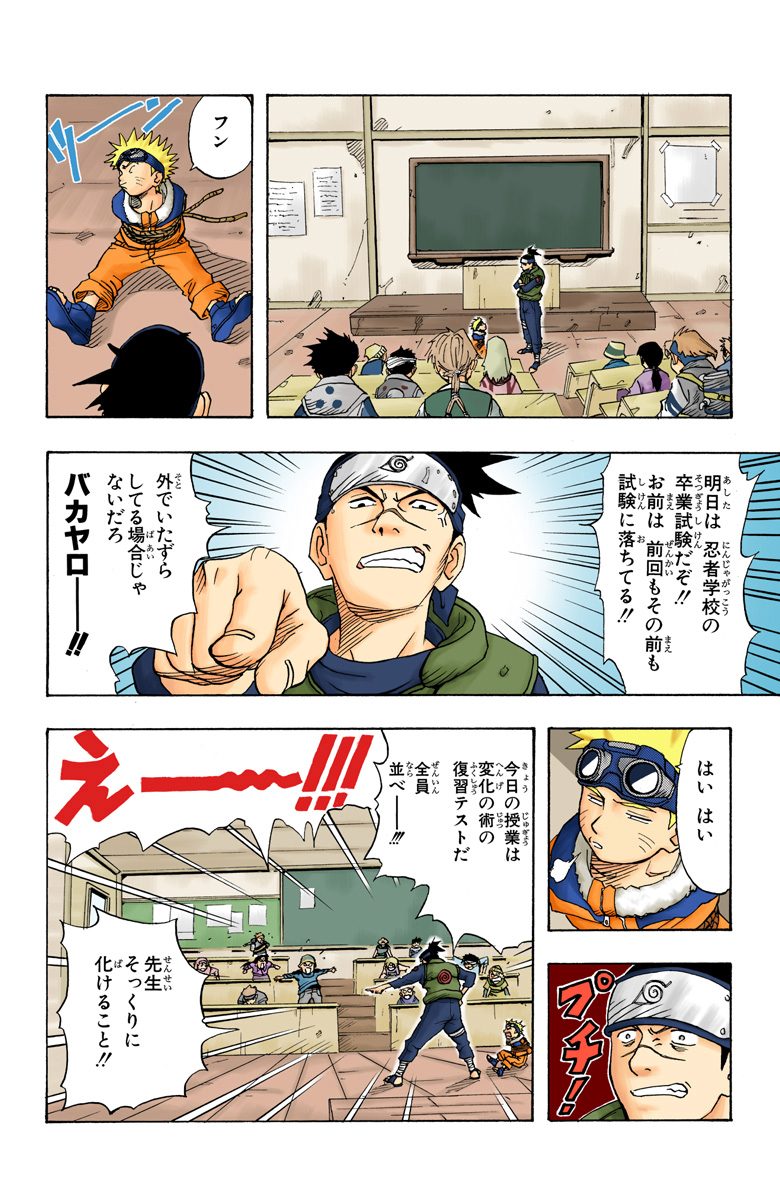 フン
ツーン
明日は 忍者学校の
卒業試験だぞ!!
お前は 前回もその前も
試験に落ちてる!!
外でいたずら
してる場合じゃ
ないだろ
バカヤロー!!
はい はい
プチ!
今日の授業は
変化の術の
復習テストだ
全員
並べー!!!
先生
そっくりに
化けること!!
えー〜!!!